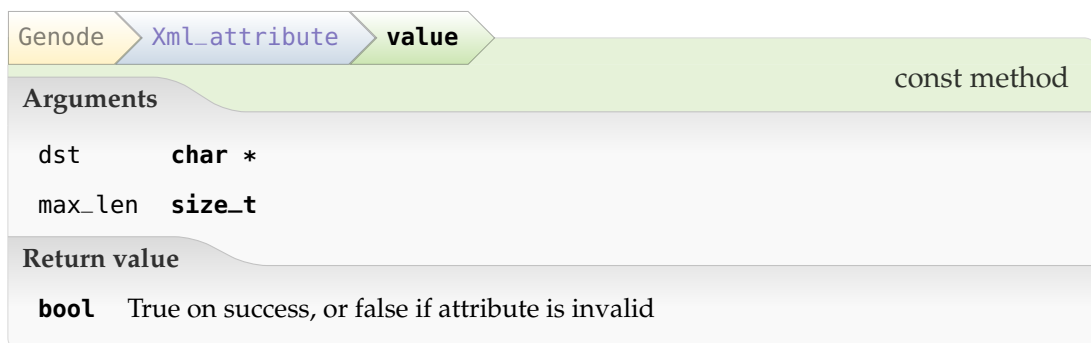 Genode Xml_attribute value
const method
Arguments
dst char *
max_len size_t
Return value
bool True on success, or false if attribute is invalid